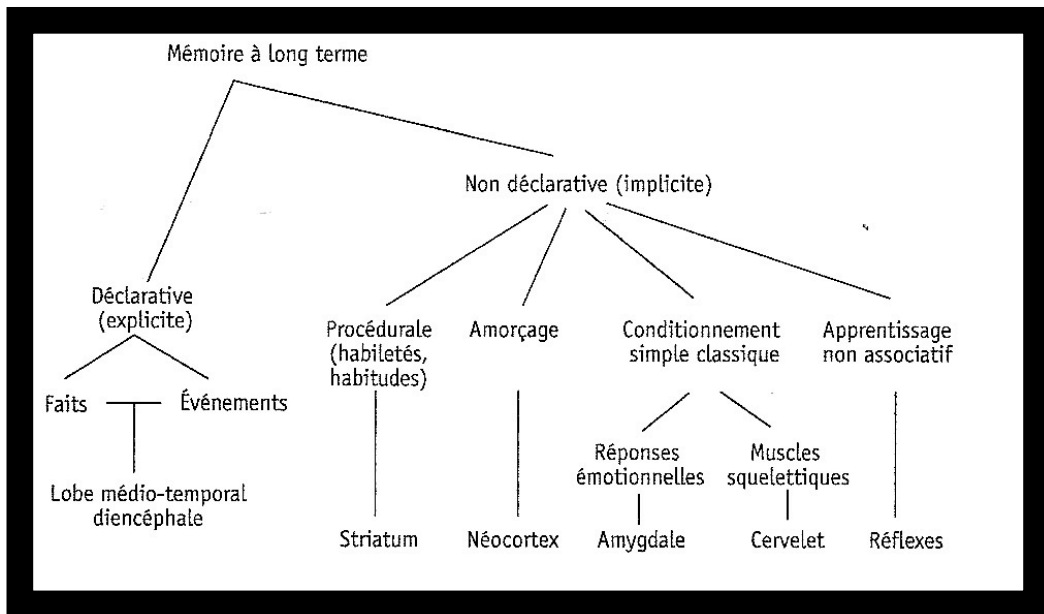 Mémoire à long terme
Non déclarative (implicite)
Déclarative
(explicite)
Faits
Événements
Lobe médio-temporal
diencéphale
Procédurale
(habiletés,
habitudes)
Striatum
Amorçage
Néocortex
Conditionnement
simple classique
Réponses
émotionnelles
Amygdale
Muscles
squelettiques
Cervelet
Apprentissage
non associatif
Réflexes